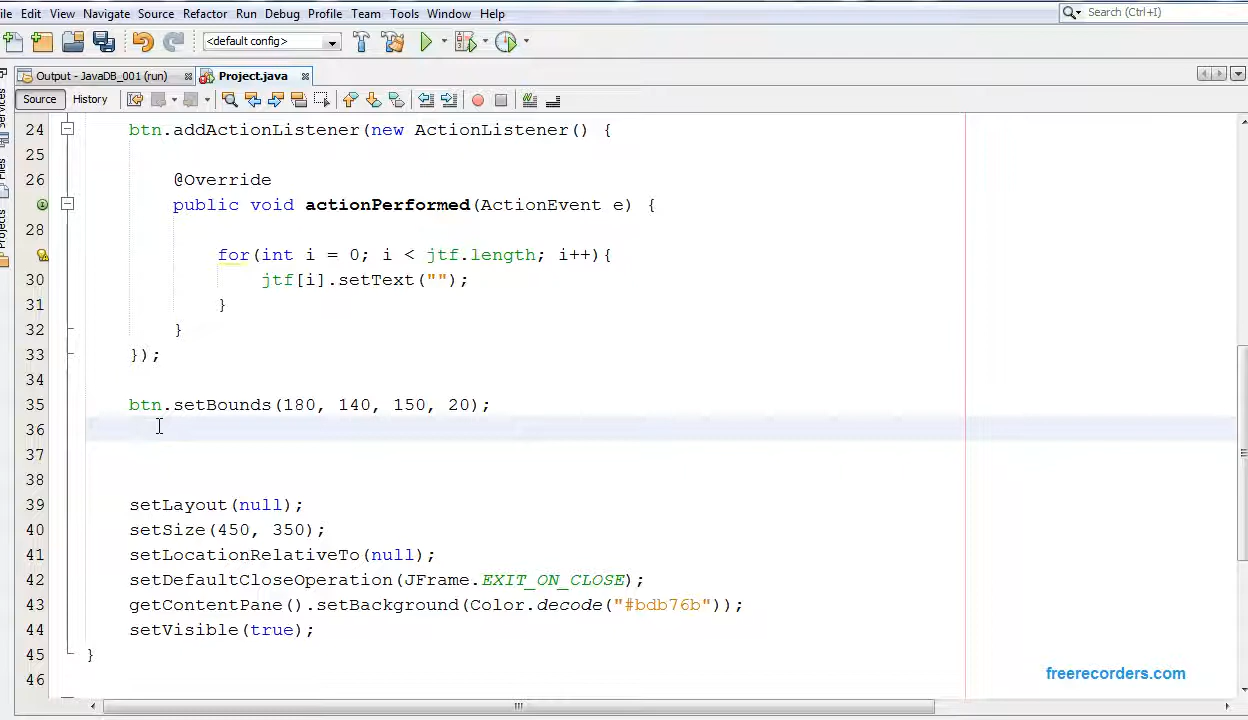 ile Edit View Navigate Source Refactor Run Debug Profile Team Tools Window Help Search (Ctrl+I)
<default config>
Output - JavaDB_001 (run) Project.java
Source History
Services
Files
Projects
24 btn.addActionListener(new ActionListener() {
25
26 @Override
public void actionPerformed(ActionEvent e) {
28
for(int i = 0; i < jtf.length; i++){
30 jtf[i].setText("");
31 }
32 }
33 });
34
35 btn.setBounds(180, 140, 150, 20);
36
37
38
39 setLayout(null);
40 setSize(450, 350);
41 setLocationRelativeTo(null);
42 setDefaultCloseOperation(JFrame.EXIT_ON_CLOSE);
43 getContentPane().setBackground(Color.decode("#bdb76b"));
44 setVisible(true);
45 }
46
freerecorders.com